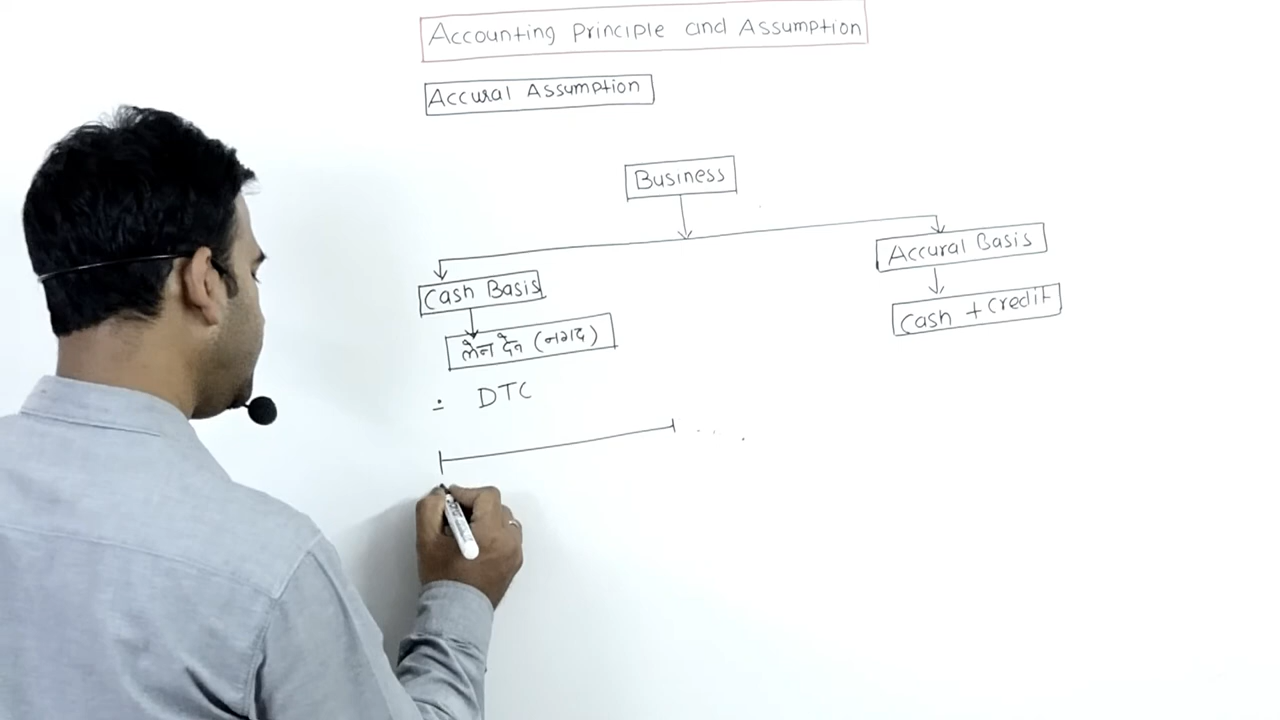 Accounting Principle and Assumption
Accural Assumption
Business
Cash Basis
Accural Basis
लेन देन (नगद)
Cash + Credit
DTC